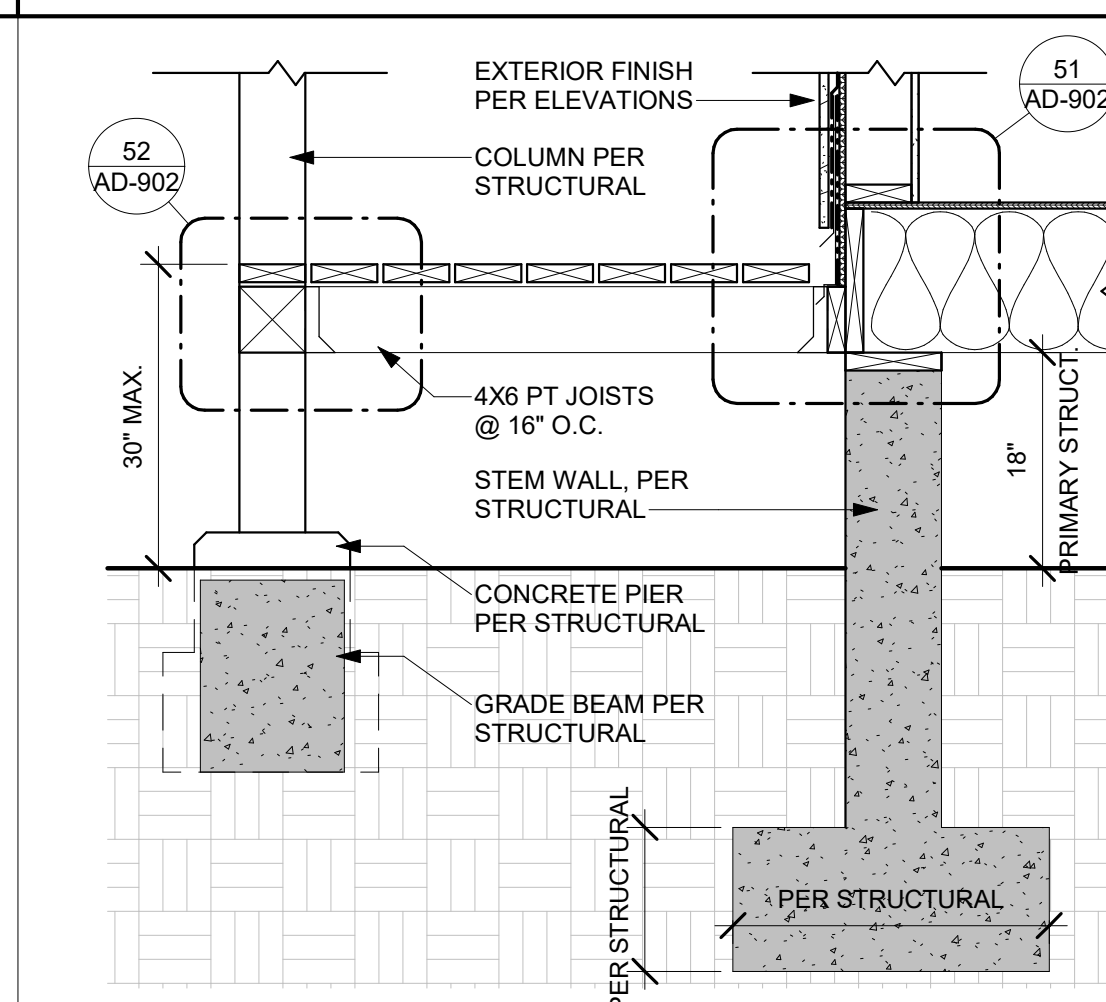 EXTERIOR FINISH
PER ELEVATIONS
51
AD-902
52
AD-902
COLUMN PER
STRUCTURAL
30" MAX.
4X6 PT JOISTS
@ 16" O.C.
18"
PRIMARY STRUCT.
STEM WALL, PER
STRUCTURAL
CONCRETE PIER
PER STRUCTURAL
GRADE BEAM PER
STRUCTURAL
PER STRUCTURAL
PER STRUCTURAL